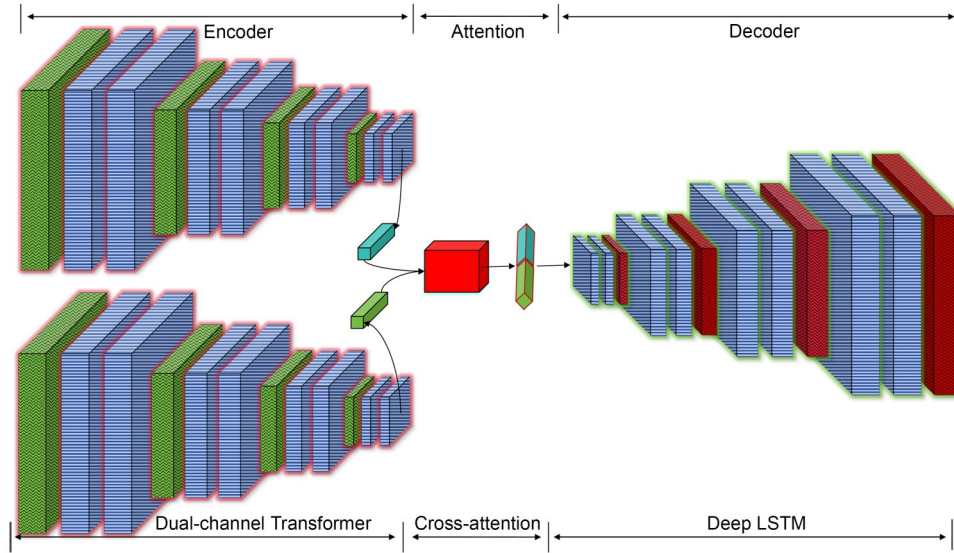 Encoder
Attention
Decoder
Dual-channel Transformer
Cross-attention
Deep LSTM